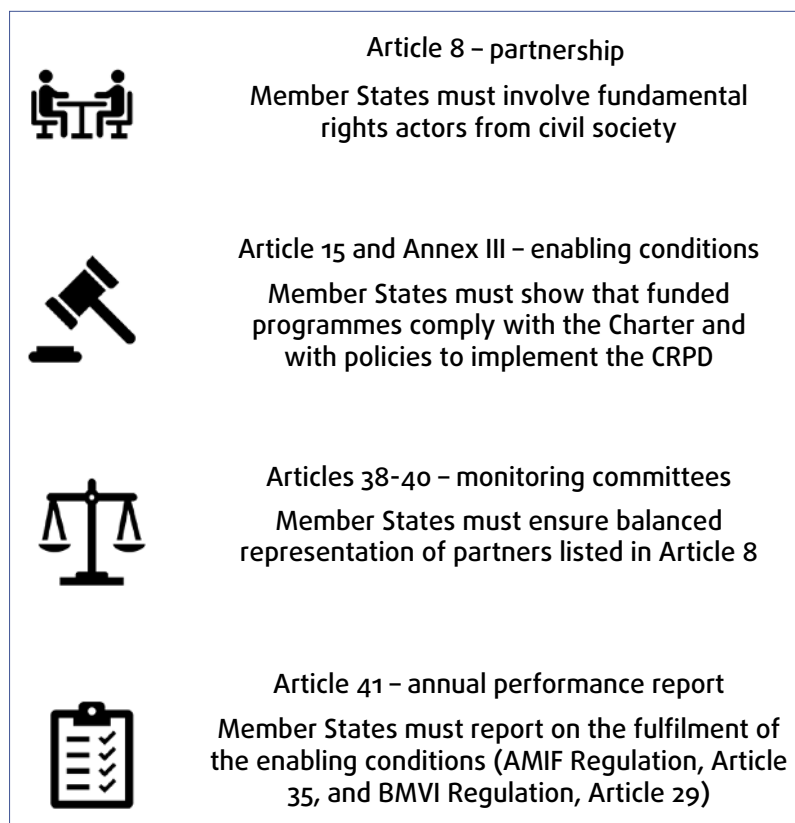 Article 8 – partnership
Member States must involve fundamental
rights actors from civil society
Article 15 and Annex III – enabling conditions
Member States must show that funded
programmes comply with the Charter and
with policies to implement the CRPD
Articles 38-40 – monitoring committees
Member States must ensure balanced
representation of partners listed in Article 8
Article 41 – annual performance report
Member States must report on the fulfilment of
the enabling conditions (AMIF Regulation, Article
35, and BMVI Regulation, Article 29)